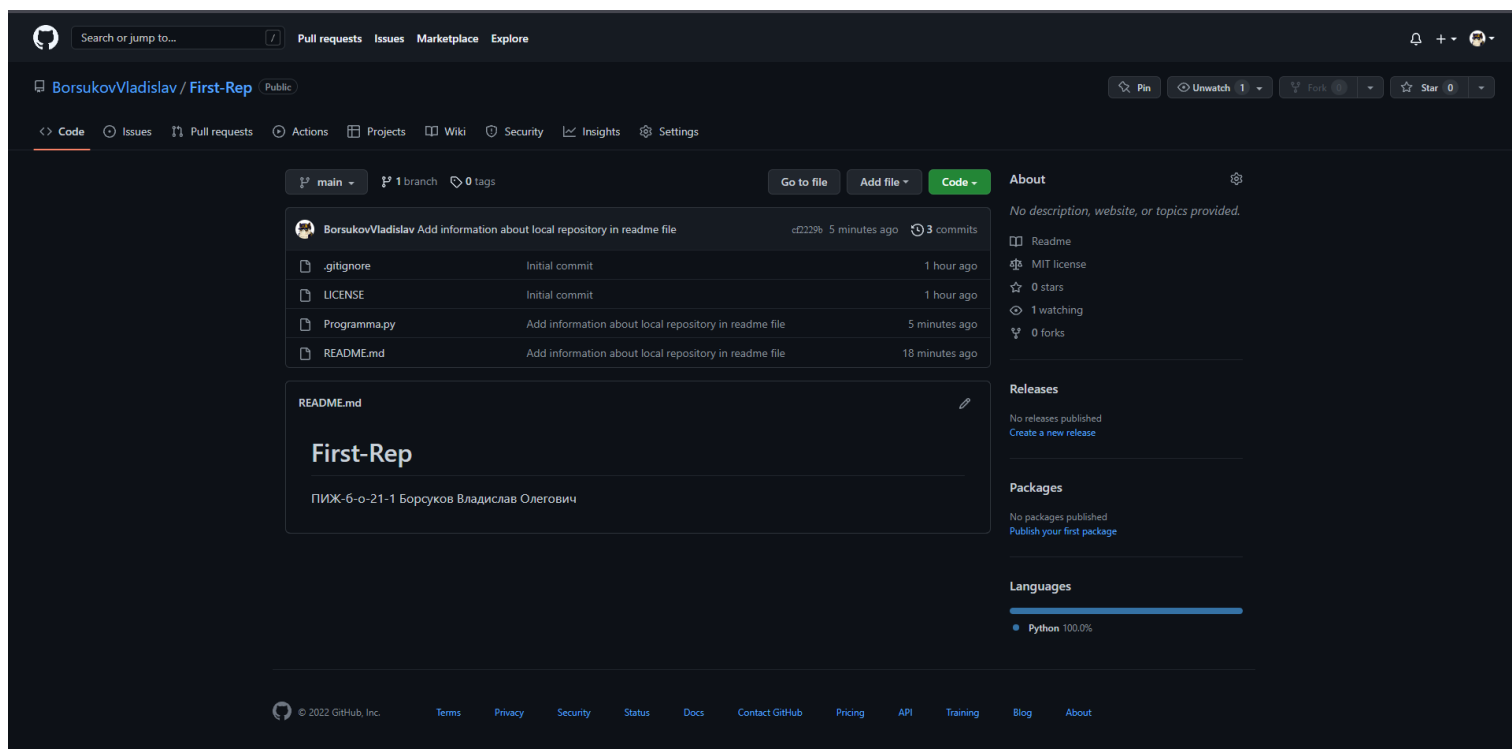 Search or jump to... / Pull requests Issues Marketplace Explore
BorsukovVladislav / First-Rep Public Pin Unwatch 1 Fork 0 Star 0
Code Issues Pull requests Actions Projects Wiki Security Insights Settings
main 1 branch 0 tags Go to file Add file Code
BorsukovVladislav Add information about local repository in readme file cf2229b 5 minutes ago 3 commits
.gitignore Initial commit 1 hour ago
LICENSE Initial commit 1 hour ago
Programma.py Add information about local repository in readme file 5 minutes ago
README.md Add information about local repository in readme file 18 minutes ago
README.md
First-Rep
ПИЖ-б-о-21-1 Борсуков Владислав Олегович
About
No description, website, or topics provided.
Readme
MIT license
0 stars
1 watching
0 forks
Releases
No releases published
Create a new release
Packages
No packages published
Publish your first package
Languages
Python 100.0%
© 2022 GitHub, Inc. Terms Privacy Security Status Docs Contact GitHub Pricing API Training Blog About